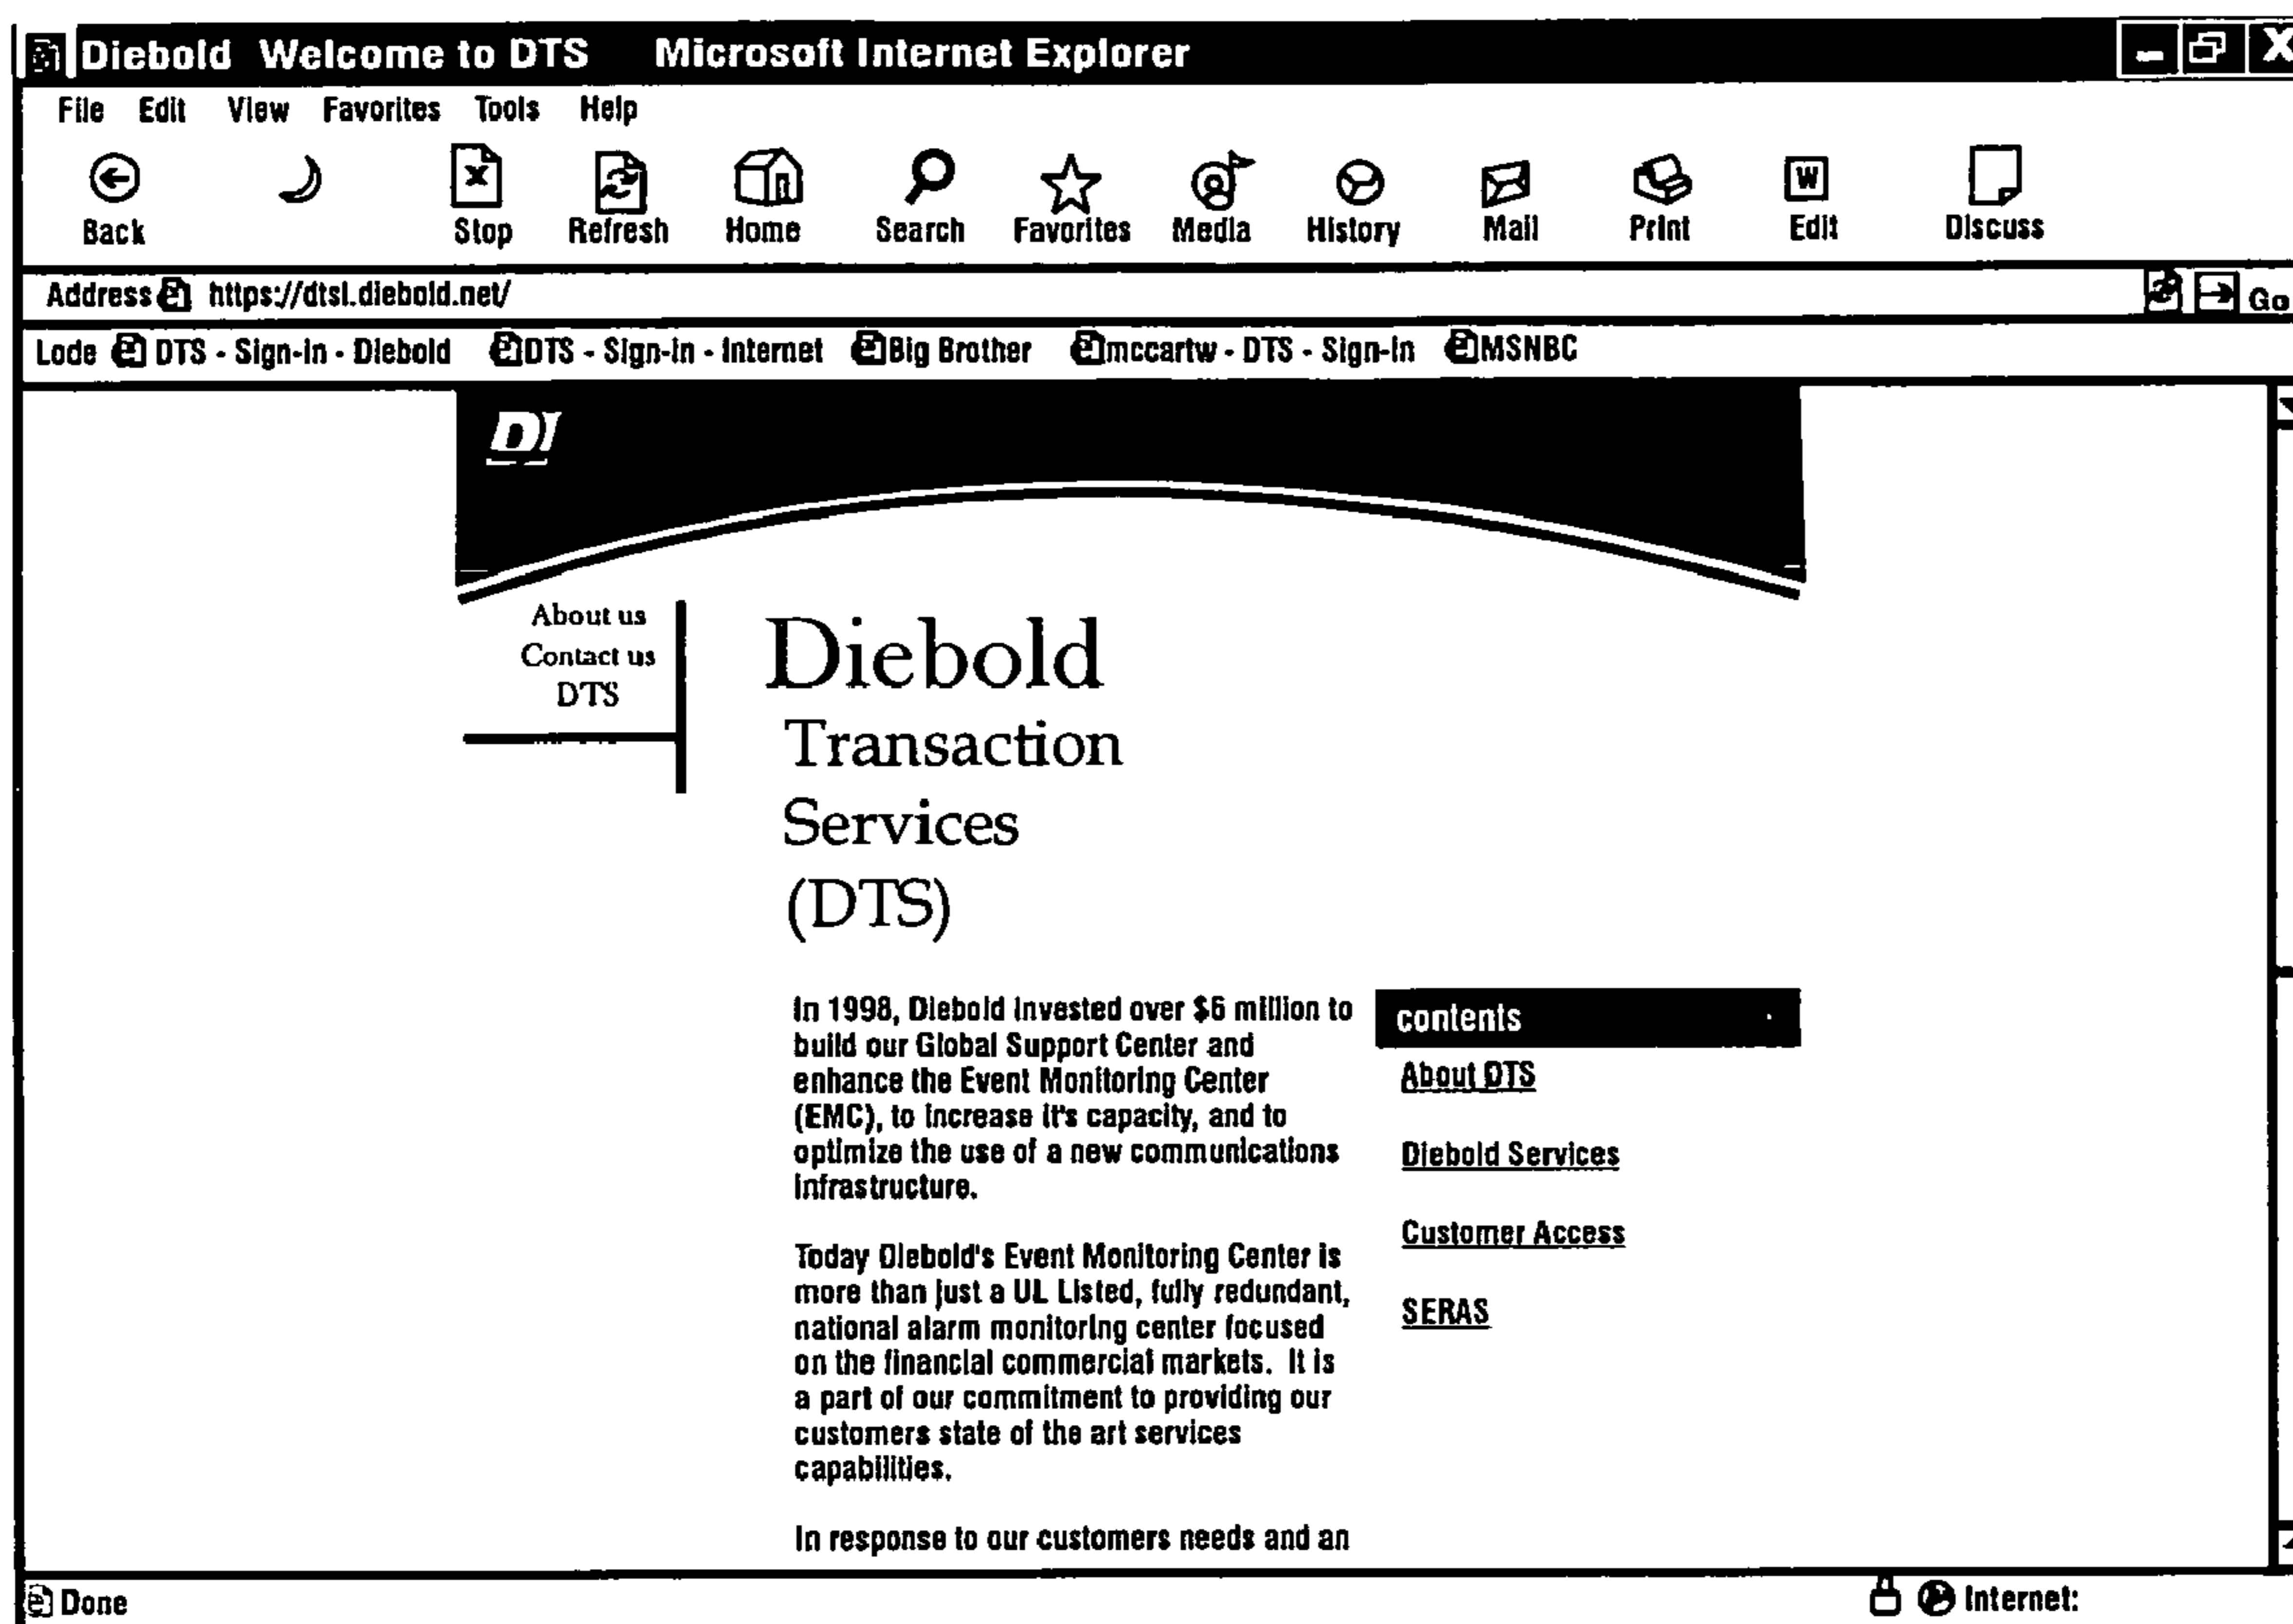 Diebold Welcome to DTS Microsoft Internet Explorer
File Edit View Favorites Tools Help
Back Stop Refresh Home Search Favorites Media History Mail Print Edit Discuss
Address https://dtsl.diebold.net/ Go
Lode DTS - Sign-In - Diebold DTS - Sign-In - Internet Big Brother mccartw - DTS - Sign-In MSNBC
DI
About us
Contact us
DTS
Diebold
Transaction
Services
(DTS)
In 1998, Diebold invested over $6 million to
build our Global Support Center and
enhance the Event Monitoring Center
(EMC), to increase it's capacity, and to
optimize the use of a new communications
infrastructure.
Today Diebold's Event Monitoring Center is
more than just a UL Listed, fully redundant,
national alarm monitoring center focused
on the financial commercial markets. It is
a part of our commitment to providing our
customers state of the art services
capabilities.
In response to our customers needs and an
contents
About DTS
Diebold Services
Customer Access
SERAS
Done Internet: